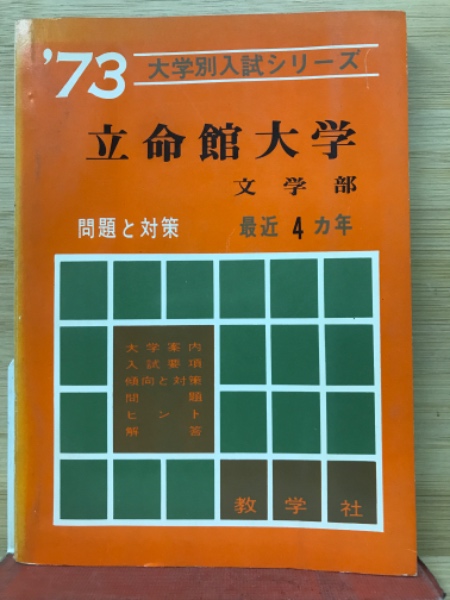 '73 大学別入試シリーズ
立命館大学
文学部
問題と対策 最近4カ年
大学案内
入試要項
傾向と対策
問題
ヒント
解答
教学社